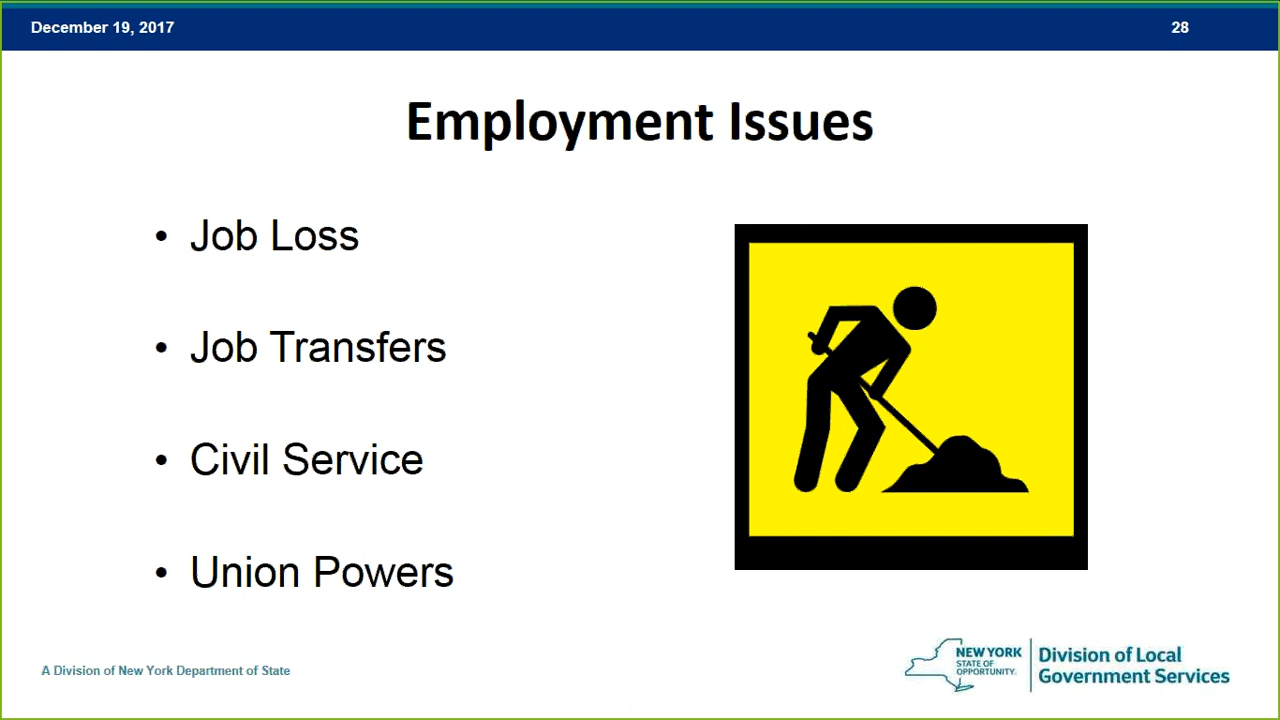 December 19, 2017
28
Employment Issues
• Job Loss
• Job Transfers
• Civil Service
• Union Powers
A Division of New York Department of State
NEW YORK
STATE OF
OPPORTUNITY.
Division of Local
Government Services